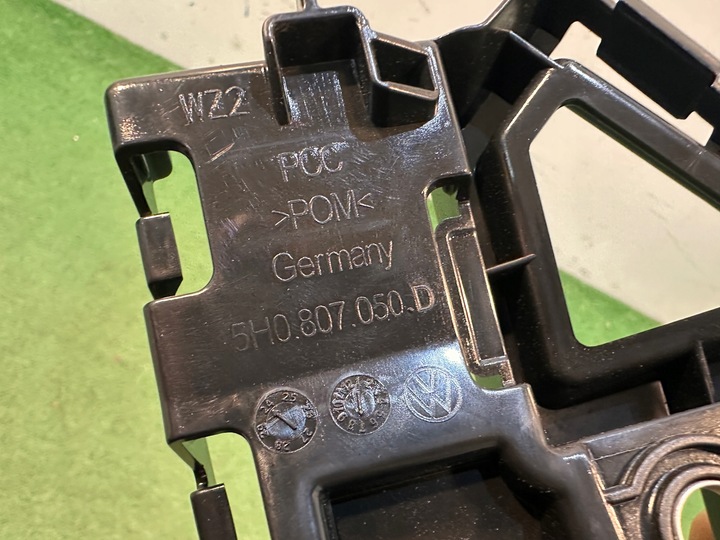 WZ2
PCC
>POM<
Germany
5H0.807.050.D